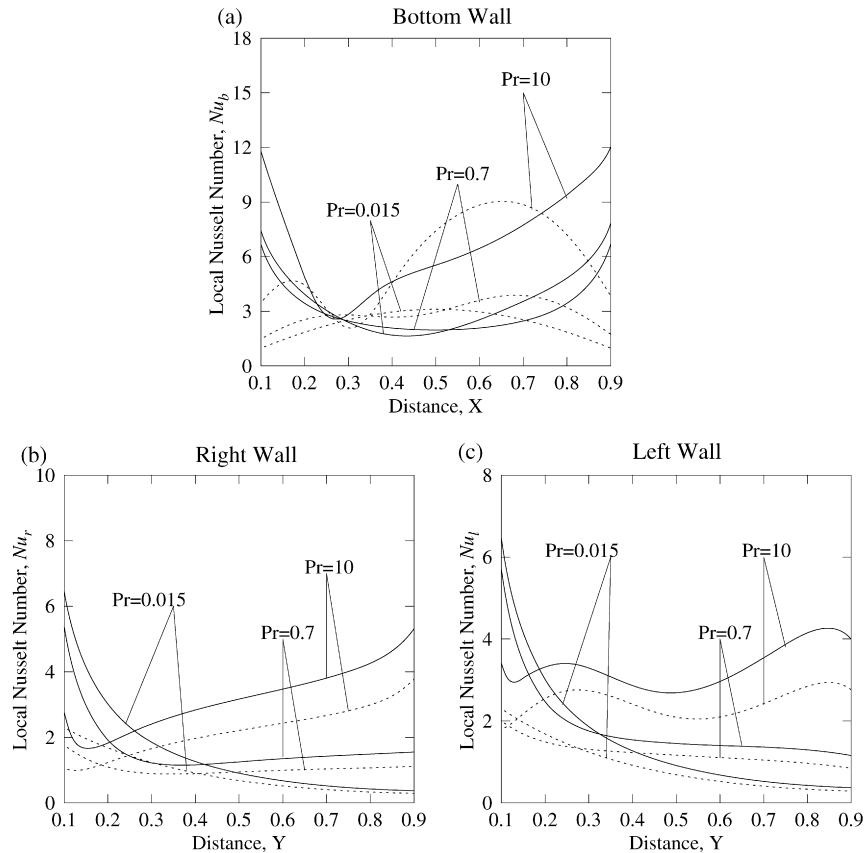 (a) Bottom Wall
18
15
12
9
6
3
0
Local Nusselt Number, Nu_b
Pr=10
Pr=0.7
Pr=0.015
0.1 0.2 0.3 0.4 0.5 0.6 0.7 0.8 0.9
Distance, X
(b) Right Wall
10
8
6
4
2
0
Local Nusselt Number, Nu_r
Pr=10
Pr=0.015
Pr=0.7
0.1 0.2 0.3 0.4 0.5 0.6 0.7 0.8 0.9
Distance, Y
(c) Left Wall
8
6
4
2
0
Local Nusselt Number, Nu_l
Pr=0.015 Pr=10
Pr=0.7
0.1 0.2 0.3 0.4 0.5 0.6 0.7 0.8 0.9
Distance, Y